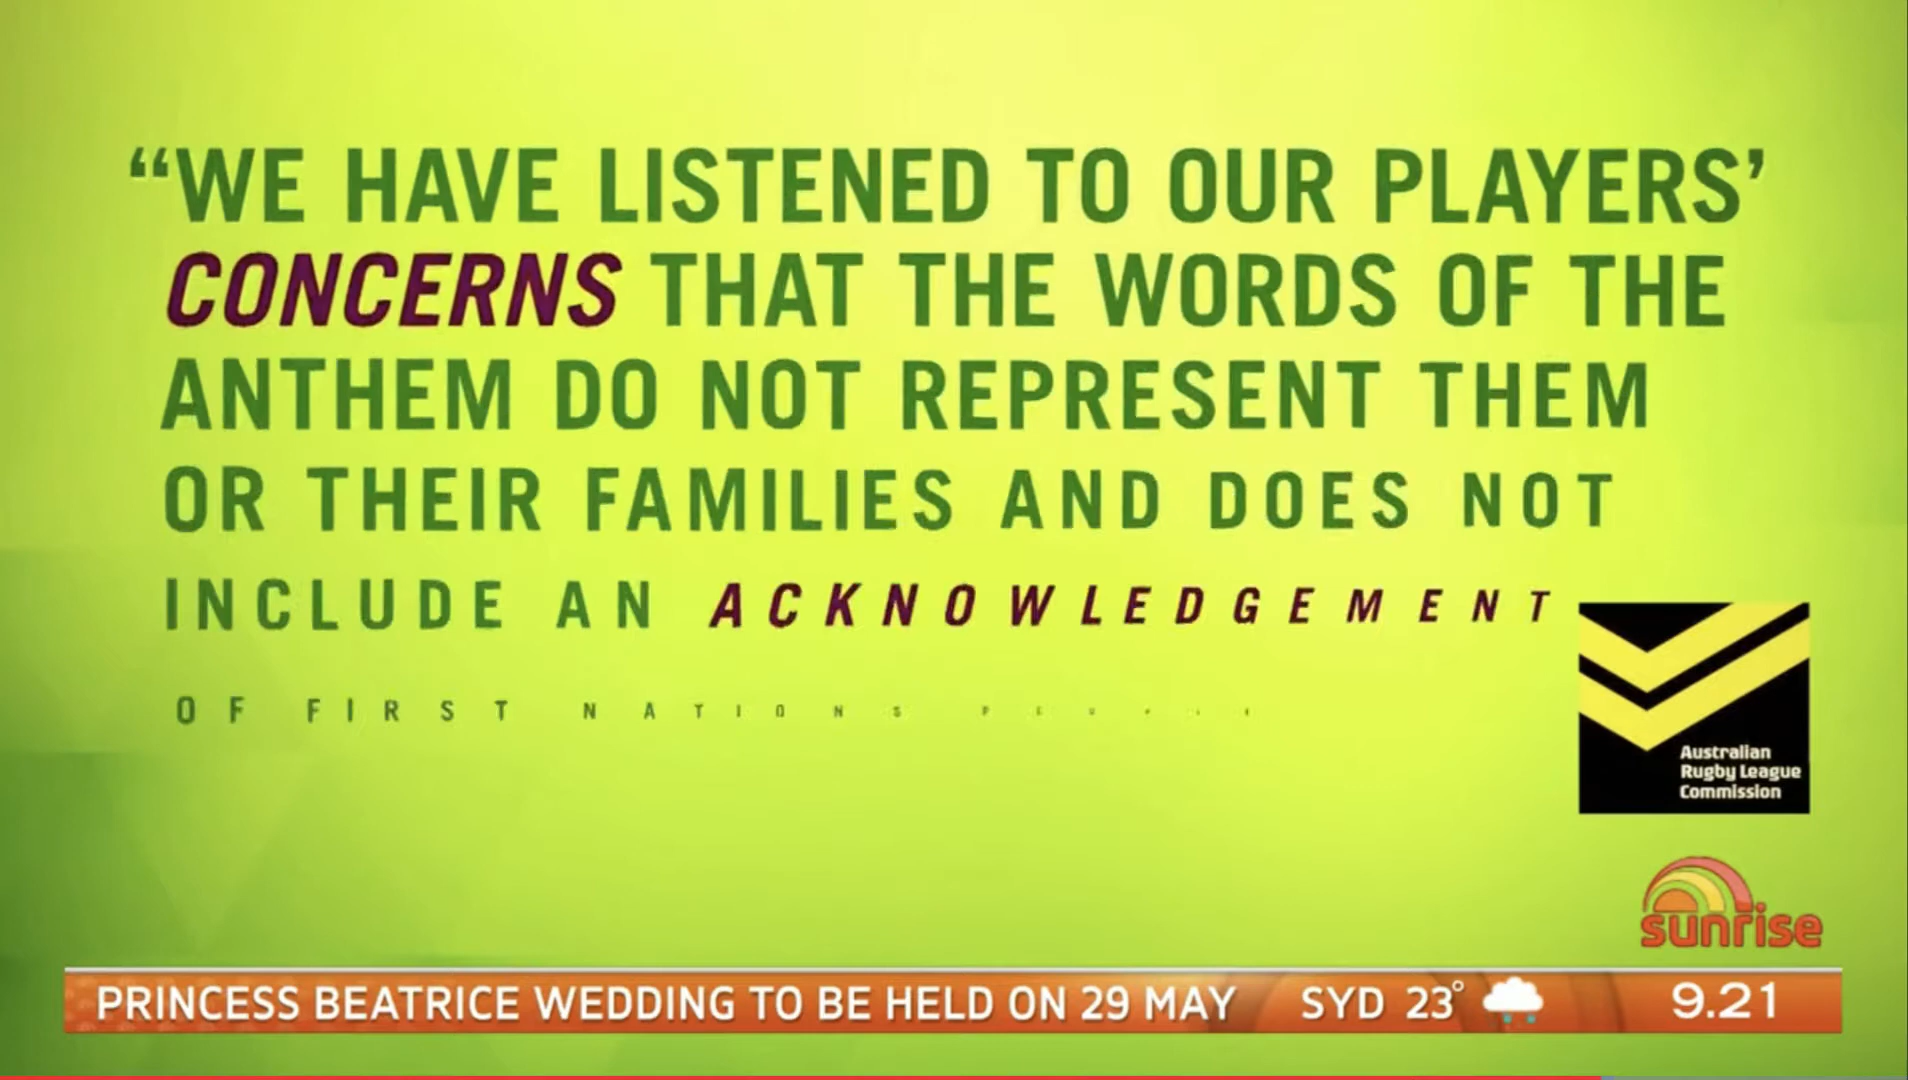 “WE HAVE LISTENED TO OUR PLAYERS’
CONCERNS THAT THE WORDS OF THE
ANTHEM DO NOT REPRESENT THEM
OR THEIR FAMILIES AND DOES NOT
INCLUDE AN ACKNOWLEDGEMENT
OF FIRST NATIONS
Australian
Rugby League
Commission
sunrise
PRINCESS BEATRICE WEDDING TO BE HELD ON 29 MAY SYD 23° 9.21